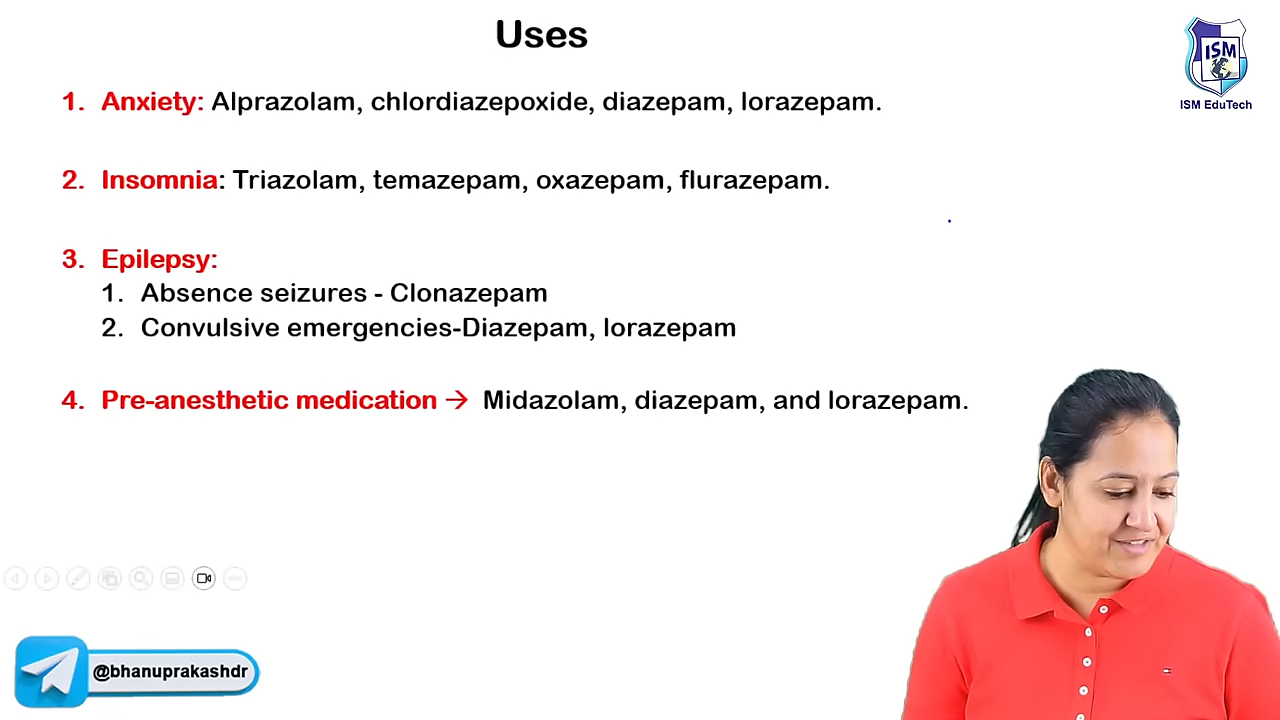 Uses
ISM
ISM EduTech
1. Anxiety: Alprazolam, chlordiazepoxide, diazepam, lorazepam.
2. Insomnia: Triazolam, temazepam, oxazepam, flurazepam.
3. Epilepsy:
1. Absence seizures - Clonazepam
2. Convulsive emergencies-Diazepam, lorazepam
4. Pre-anesthetic medication → Midazolam, diazepam, and lorazepam.
@bhanuprakashdr